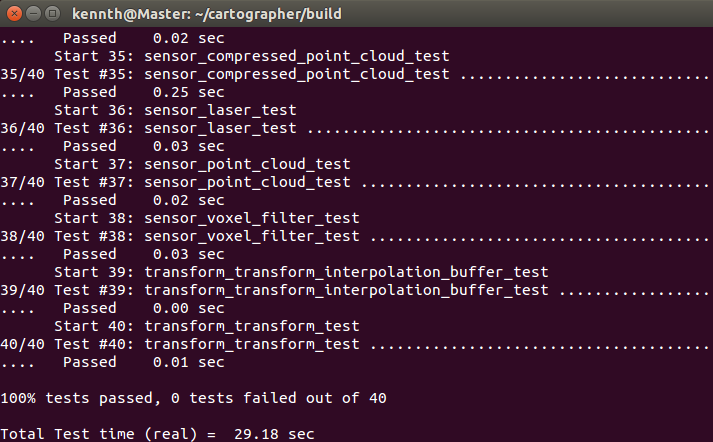 kennth@Master: ~/cartographer/build
....   Passed    0.02 sec
      Start 35: sensor_compressed_point_cloud_test
35/40 Test #35: sensor_compressed_point_cloud_test ............................
....   Passed    0.25 sec
      Start 36: sensor_laser_test
36/40 Test #36: sensor_laser_test .............................................
....   Passed    0.03 sec
      Start 37: sensor_point_cloud_test
37/40 Test #37: sensor_point_cloud_test .......................................
....   Passed    0.02 sec
      Start 38: sensor_voxel_filter_test
38/40 Test #38: sensor_voxel_filter_test ......................................
....   Passed    0.03 sec
      Start 39: transform_transform_interpolation_buffer_test
39/40 Test #39: transform_transform_interpolation_buffer_test .................
....   Passed    0.00 sec
      Start 40: transform_transform_test
40/40 Test #40: transform_transform_test ......................................
....   Passed    0.01 sec

100% tests passed, 0 tests failed out of 40

Total Test time (real) =  29.18 sec